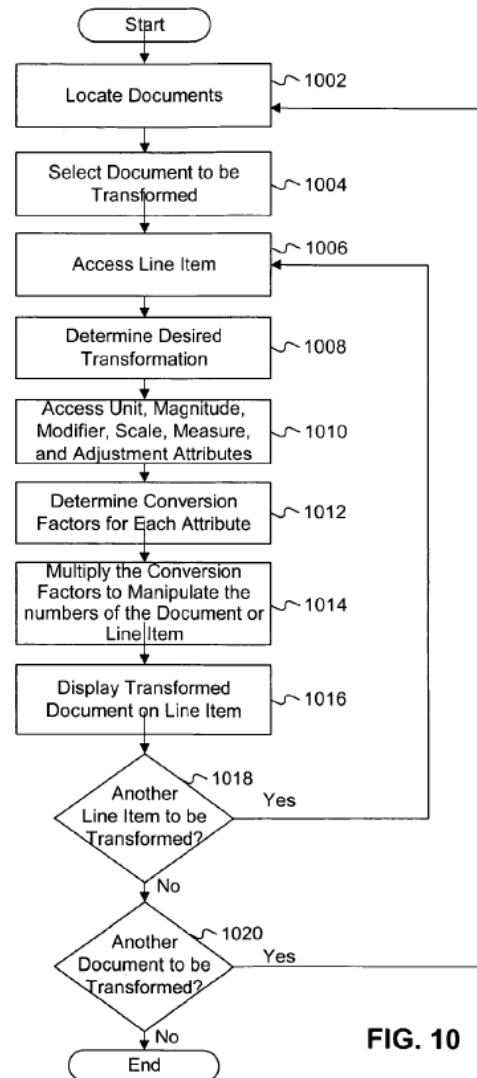 Start
Locate Documents
1002
Select Document to be
Transformed
1004
Access Line Item
1006
Determine Desired
Transformation
1008
Access Unit, Magnitude,
Modifier, Scale, Measure,
and Adjustment Attributes
1010
Determine Conversion
Factors for Each Attribute
1012
Multiply the Conversion
Factors to Manipulate the
numbers of the Document or
Line Item
1014
Display Transformed
Document on Line Item
1016
1018
Another
Line Item to be
Transformed?
Yes
No
1020
Another
Document to be
Transformed?
Yes
No
End
FIG. 10